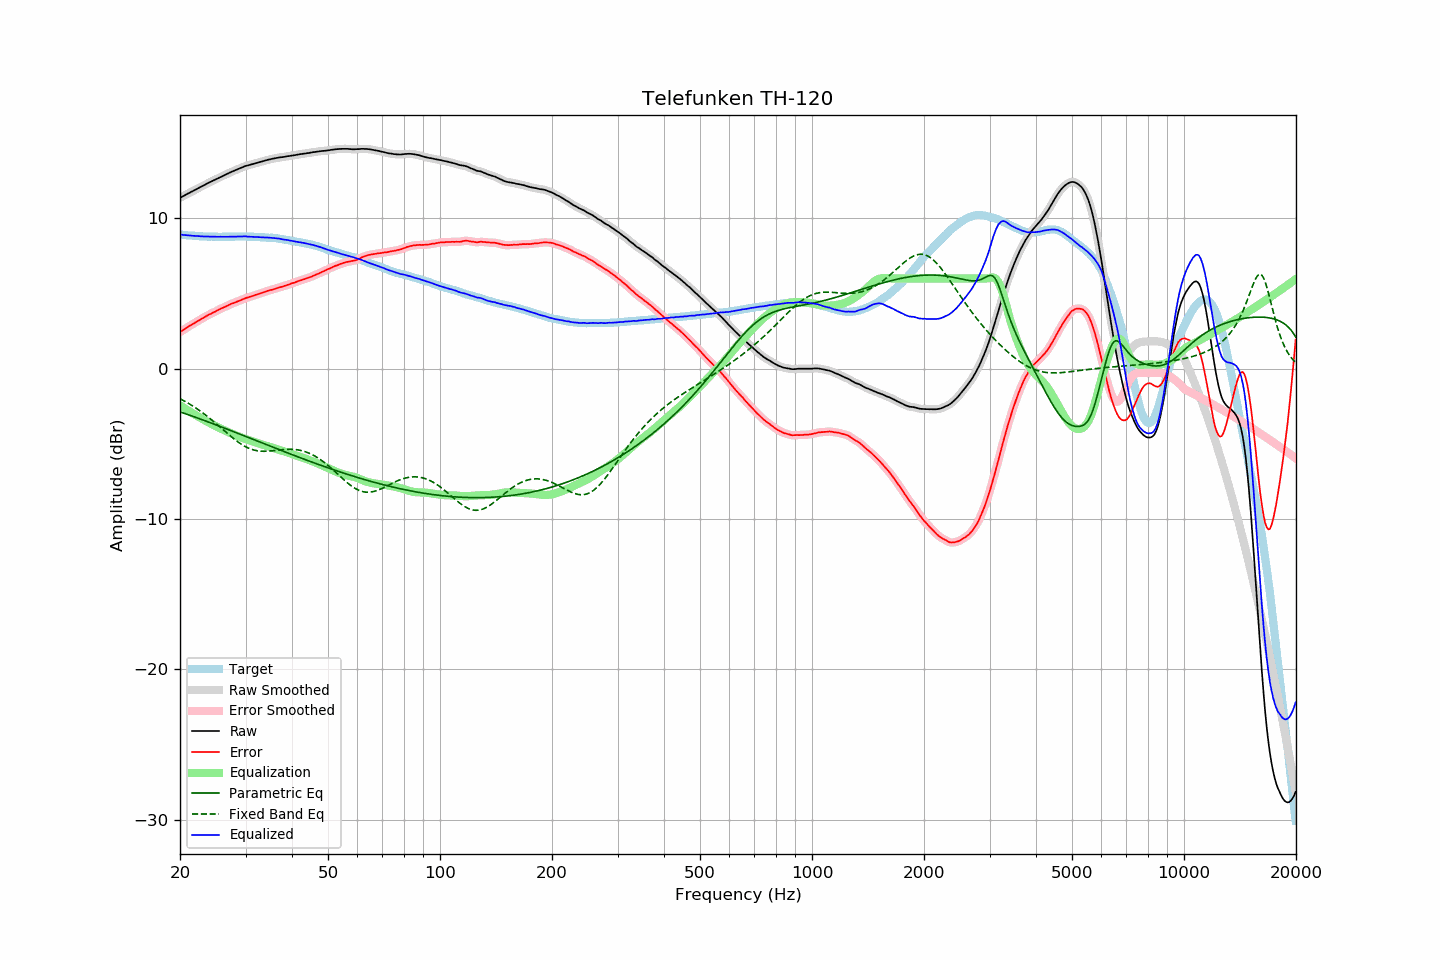 Telefunken TH-120
Amplitude (dBr)
10
0
−10
−20
−30
Target
Raw Smoothed
Error Smoothed
Raw
Error
Equalization
Parametric Eq
Fixed Band Eq
Equalized
20 50 100 200 500 1000 2000 5000 10000 20000
Frequency (Hz)